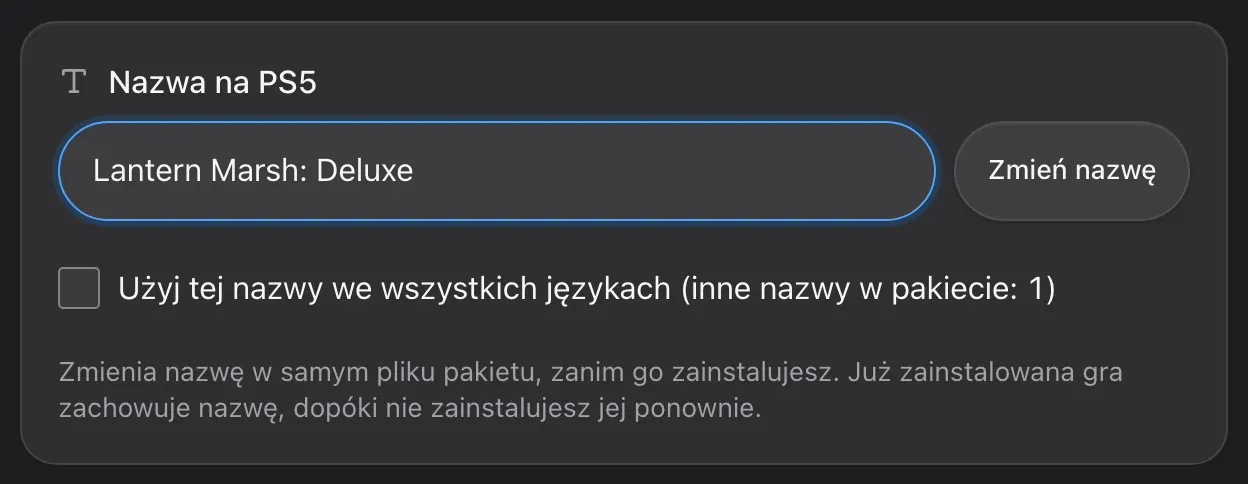 Nazwa na PS5
Lantern Marsh: Deluxe
Zmień nazwę
Użyj tej nazwy we wszystkich językach (inne nazwy w pakiecie: 1)
Zmienia nazwę w samym pliku pakietu, zanim go zainstalujesz. Już zainstalowana gra
zachowuje nazwę, dopóki nie zainstalujesz jej ponownie.